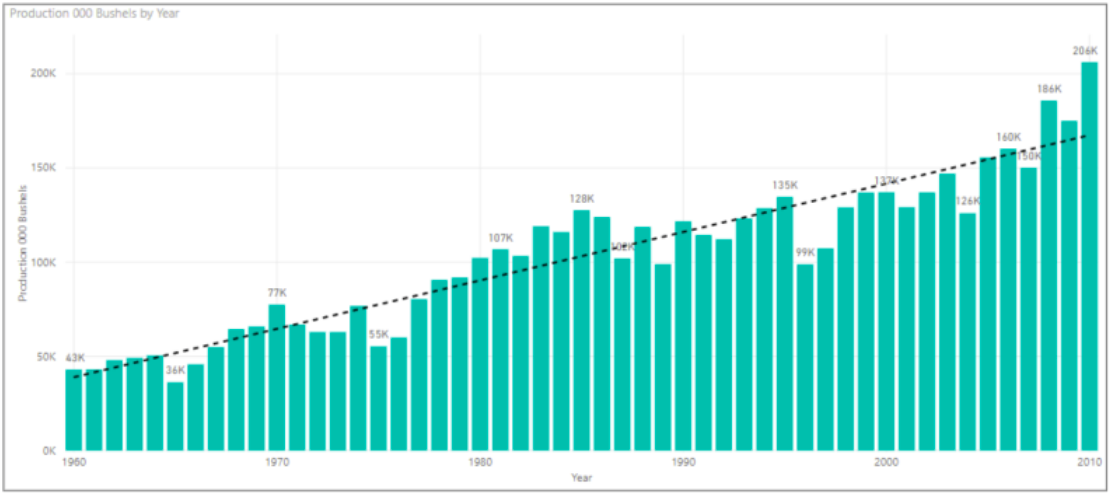 Production 000 Bushels by Year
Production 000 Bushels
200K
150K
100K
50K
0K
43K
36K
77K
55K
107K
128K
102K
135K
99K
137K
126K
160K
150K
186K
206K
1960
1970
1980
1990
2000
2010
Year